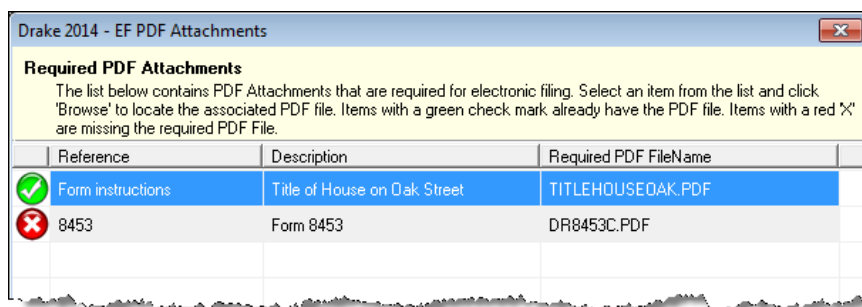 Drake 2014 - EF PDF Attachments
Required PDF Attachments
The list below contains PDF Attachments that are required for electronic filing. Select an item from the list and click
'Browse' to locate the associated PDF file. Items with a green check mark already have the PDF file. Items with a red 'X'
are missing the required PDF File.
Reference Description Required PDF FileName
Form instructions Title of House on Oak Street TITLEHOUSEOAK.PDF
8453 Form 8453 DR8453C.PDF